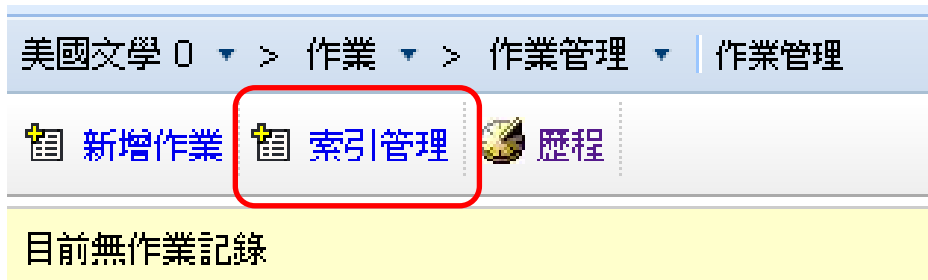 美國文學 0 > 作業 > 作業管理 作業管理
新增作業 索引管理 歷程
目前無作業記錄